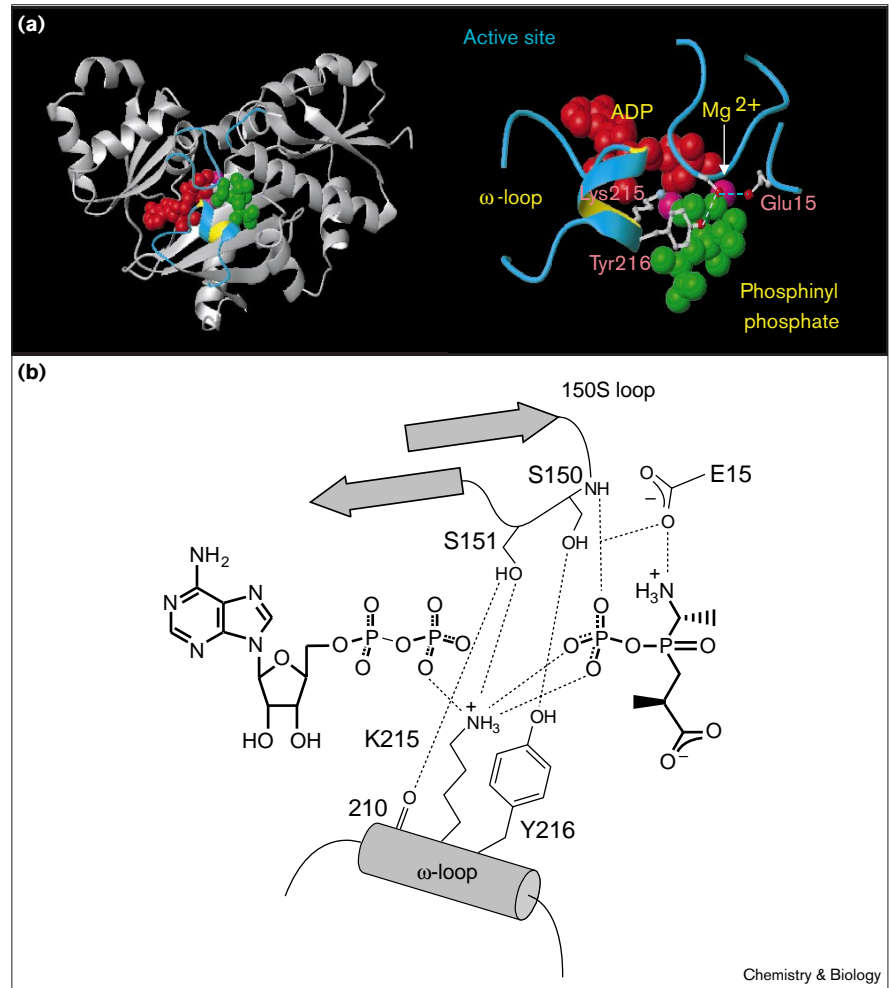 (a)
Active site
ADP
Mg 2+
ω-loop
Lys215
Glu15
Tyr216
Phosphinyl
phosphate
(b)
150S loop
S150
NH
O
E15
−
O
S151
OH
HO
NH2
N
N
N
N
O
O
O
P
O
P
O
O
O
O
HO
OH
+
H3N
O
O
P
O
P
O
O
O
O−
+
NH3
K215
OH
210
O
Y216
ω-loop
Chemistry & Biology